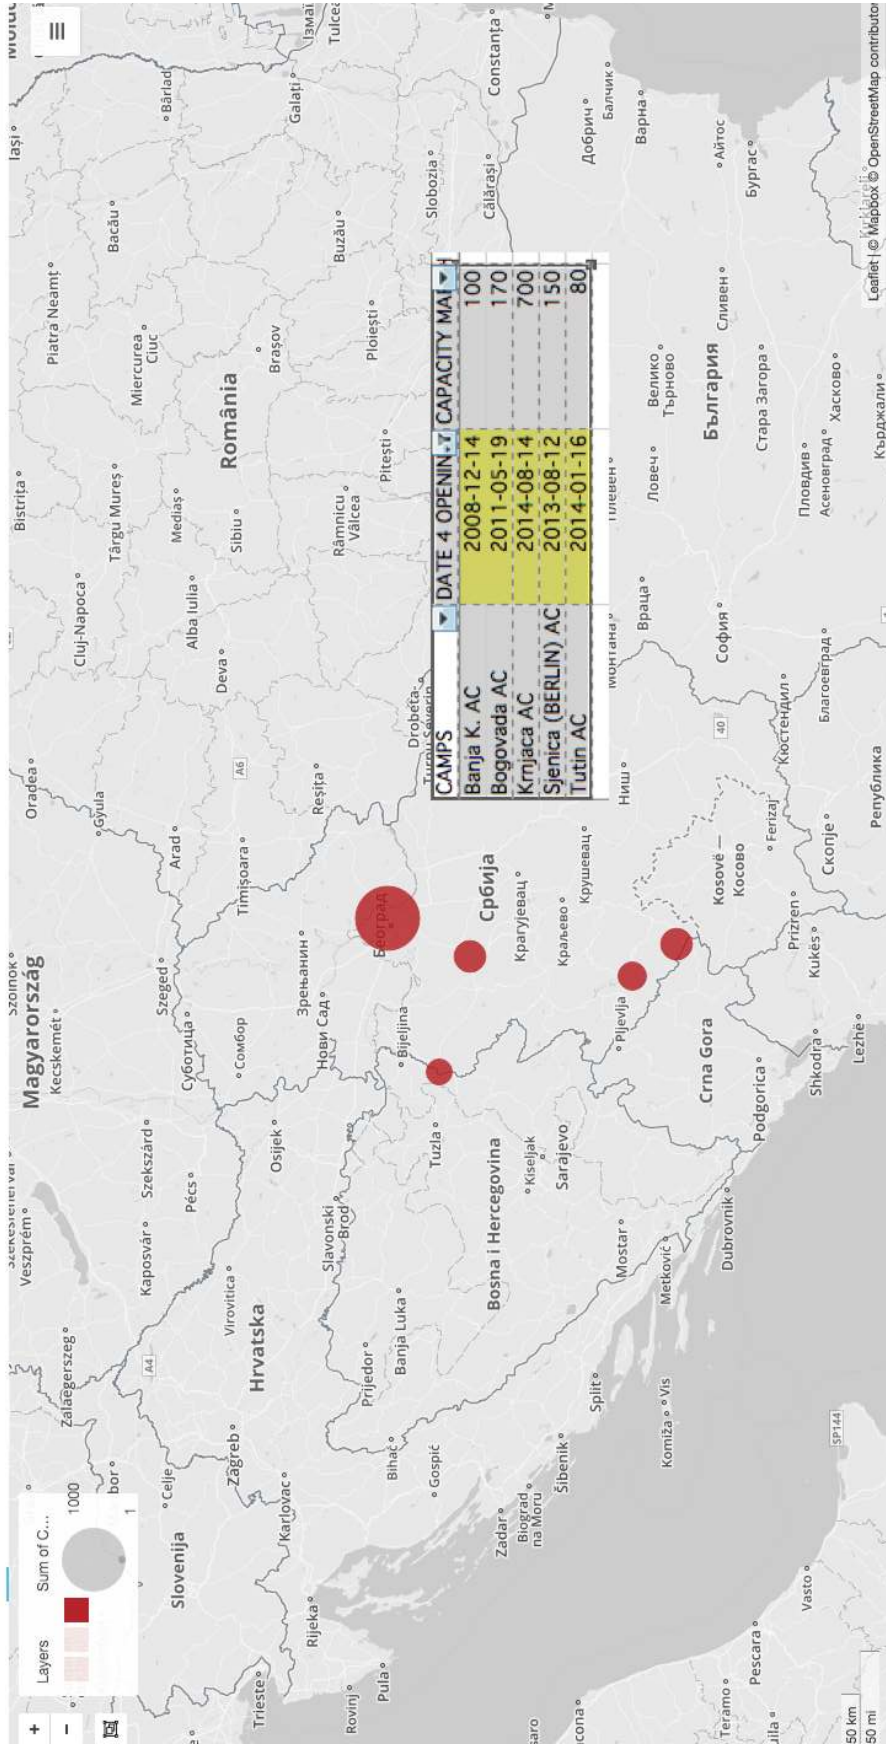 Layers
Sum of C...
1000
1
+
−
≡
Slovenija
Celje
Trieste
Rijeka
Rovinj
Pula
Karlovac
Zagreb
Hrvatska
Virovitica
A4
Zalaegerszeg
Veszprém
Kaposvár
Szekszárd
Pécs
Magyarország
Kecskemét
Szolnok
Szeged
Gyula
Суботица
Сомбор
Osijek
Slavonski
Brod
Нови Сад
Зрењанин
Београд
Bijeljina
Tuzla
Prijedor
Banja Luka
Bihać
Gospić
Zadar
Biograd
na Moru
Šibenik
Split
Komiža
Vis
Bosna i Hercegovina
Kiseljak
Sarajevo
Mostar
Metković
Dubrovnik
Crna Gora
Pljevlja
Podgorica
Shkodra
Lezhë
Kukës
Prizren
Kosovë —
Косово
Ferizaj
Скопје
Република
Србија
Крагујевац
Краљево
Крушевац
Ниш
Oradea
Arad
Timișoara
Reșița
A6
Deva
Drobeta-
Turnu Severin
Cluj-Napoca
Alba Iulia
Bistrița
Târgu Mureș
Mediaș
Sibiu
Râmnicu
Vâlcea
Pitești
România
Piatra Neamț
Miercurea
Ciuc
Brașov
Ploiești
Iași
Bacău
Buzău
Bârlad
Galați
Slobozia
Călărași
Constanța
CAMPS
DATE 4 OPENIN
CAPACITY MA
Banja K. AC 2008-12-14 100
Bogovada AC 2011-05-19 170
Krnjaca AC 2014-08-14 700
Sjenica (BERLIN) AC 2013-08-12 150
Tutin AC 2014-01-16 80
Добрич
Балчик
Варна
Айтос
Бургас
Монтана
Враца
Плевен
Ловеч
Велико
Търново
България
Сливен
София
40
Кюстендил
Благоевград
Стара Загора
Пловдив
Асеновград
Хасково
Кърджали
Kırklareli
SP144
Vasto
Pescara
Teramo
50 km
50 mi
Leaflet | © Mapbox © OpenStreetMap contributor